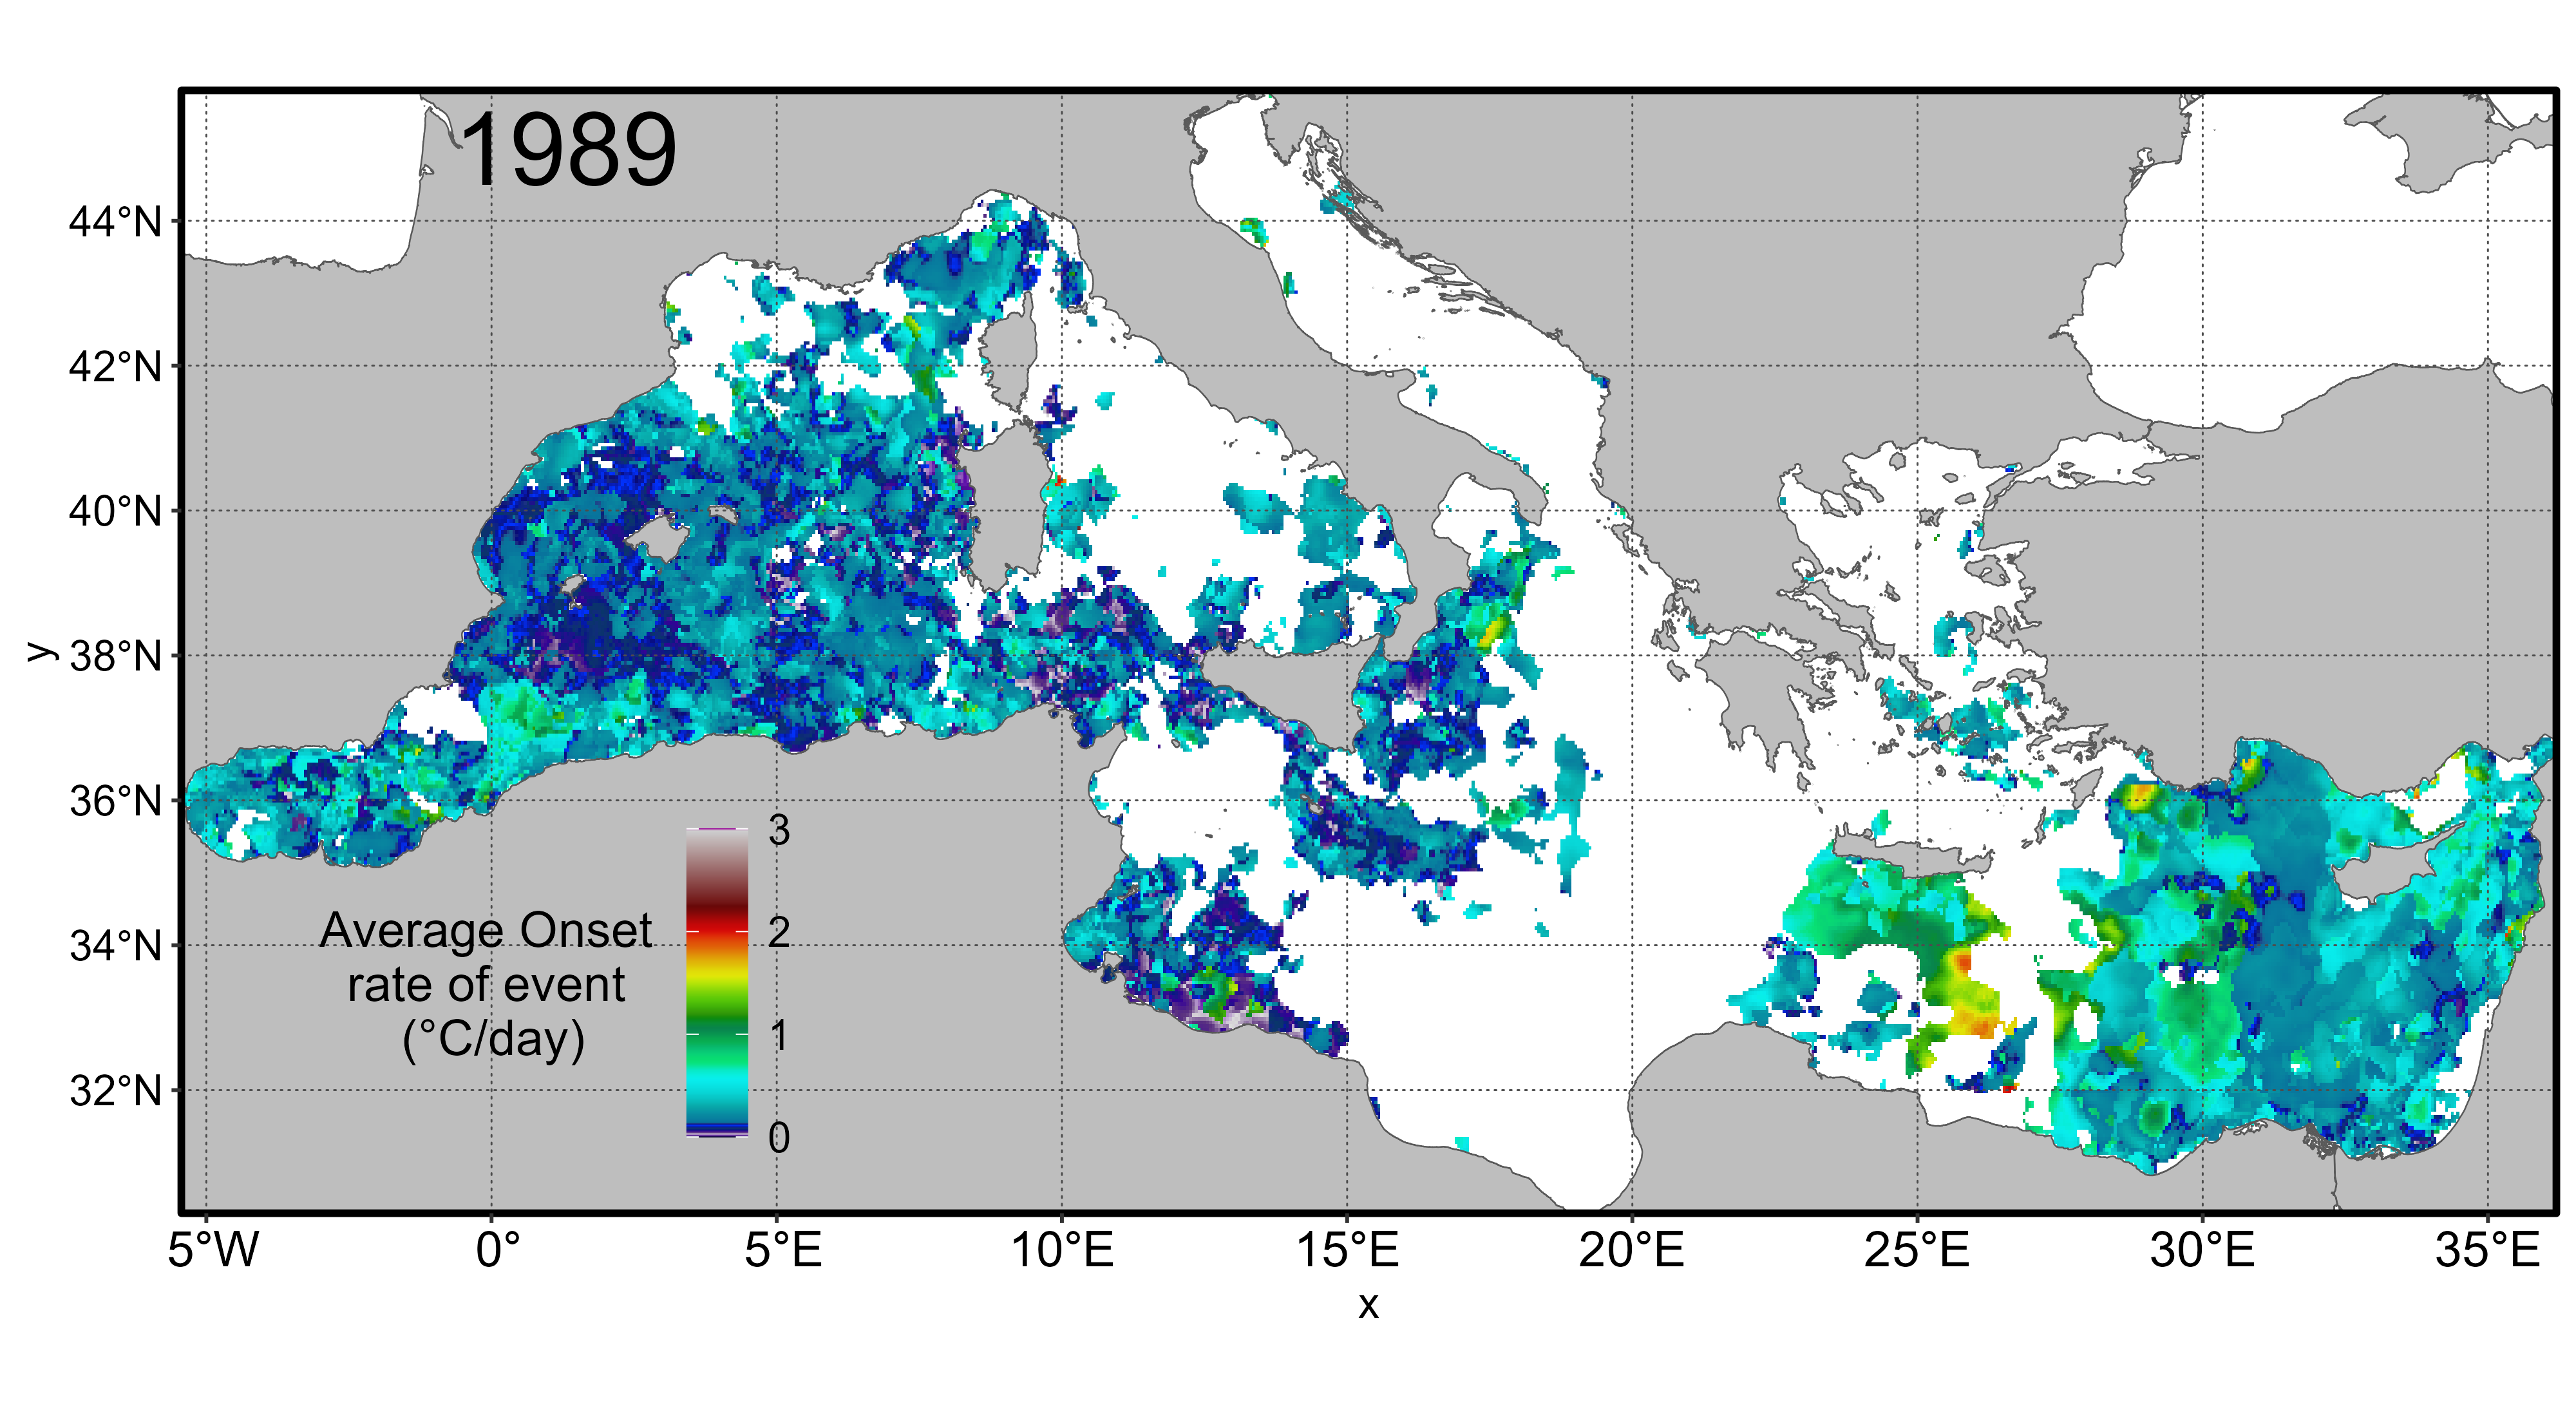 1989
44°N
42°N
40°N
38°N
36°N
34°N
32°N
y
Average Onset
rate of event
(°C/day)
3
2
1
0
5°W 0° 5°E 10°E 15°E 20°E 25°E 30°E 35°E
x